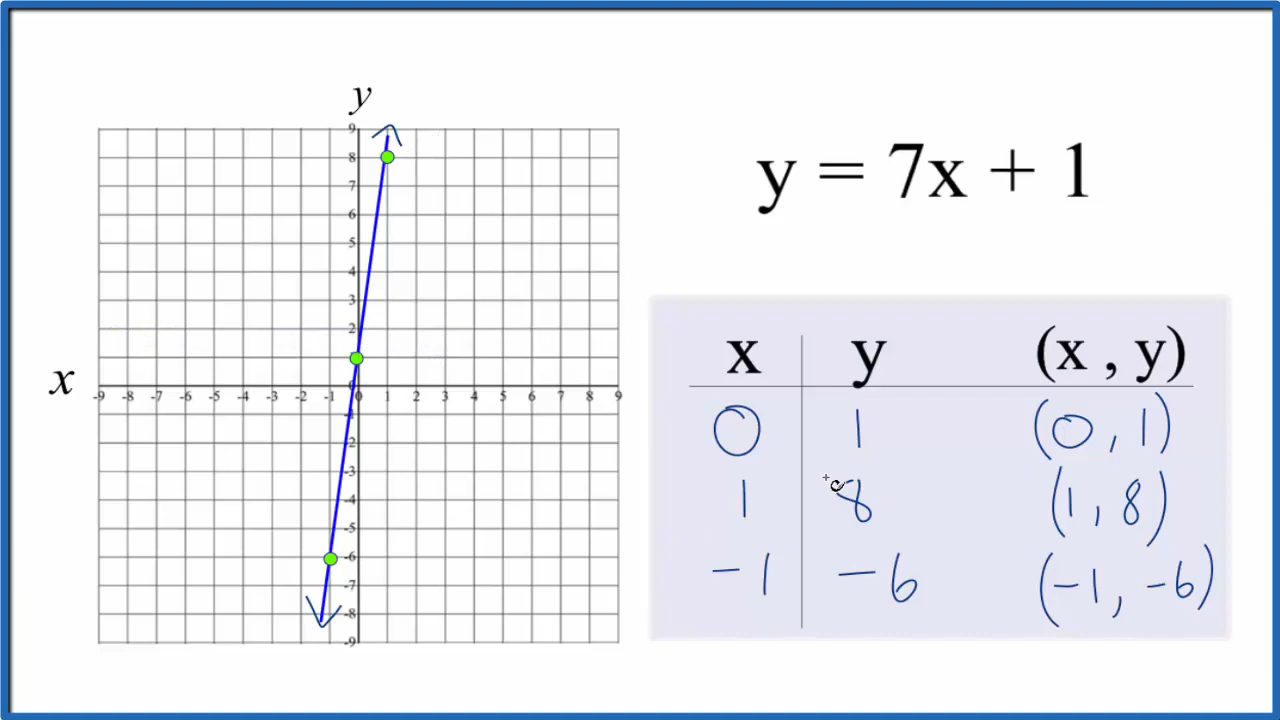 y
9
8
7
6
5
4
3
2
x
-9 -8 -7 -6 -5 -4 -3 -2 -1 0 1 2 3 4 5 6 7 8 9
-1
-2
-3
-4
-5
-6
-7
-8
-9
y = 7x + 1
x y (x , y)
0 1 (0, 1)
1 8 (1, 8)
-1 -6 (-1, -6)